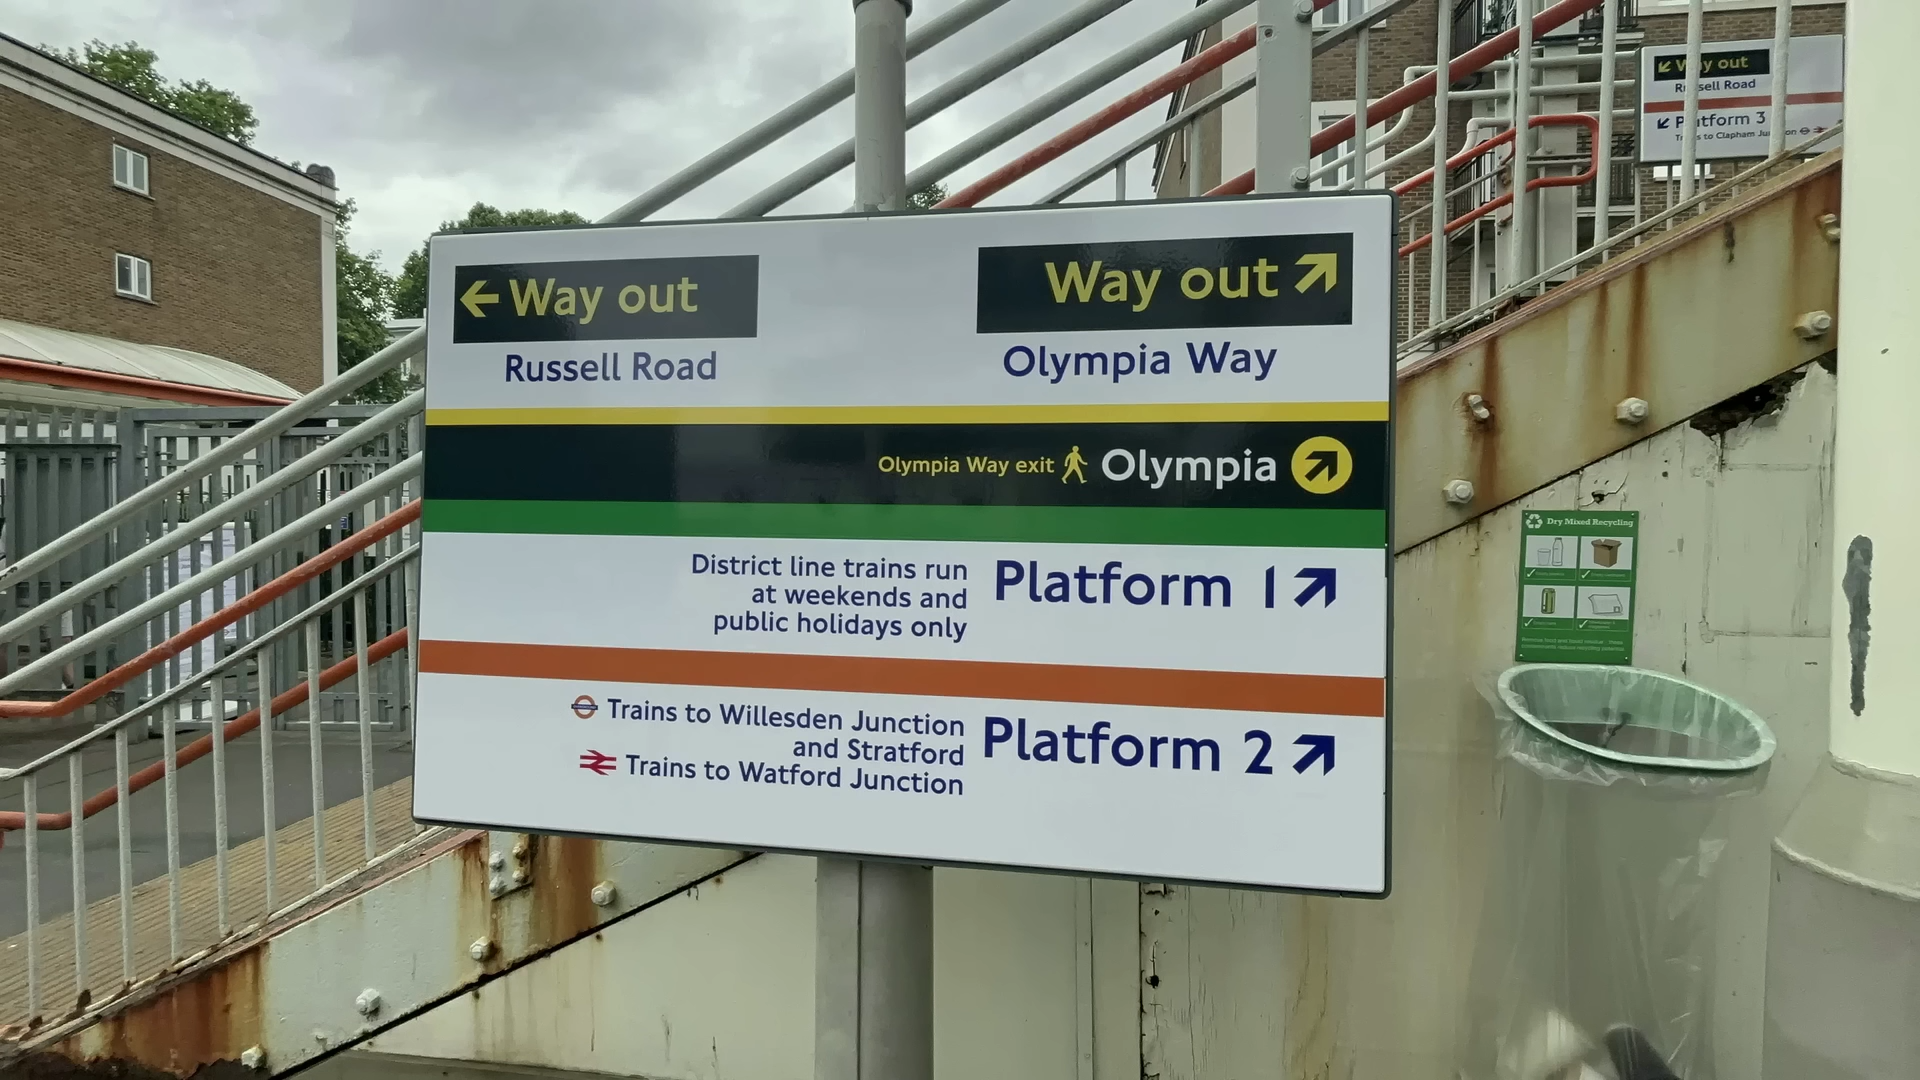 Way out
Russell Road
Way out
Olympia Way
Olympia Way exit Olympia
District line trains run
at weekends and
public holidays only
Platform 1
Trains to Willesden Junction
and Stratford
Trains to Watford Junction
Platform 2
Way out
Russell Road
Platform 3
Trains to Clapham Junction
Dry Mixed Recycling